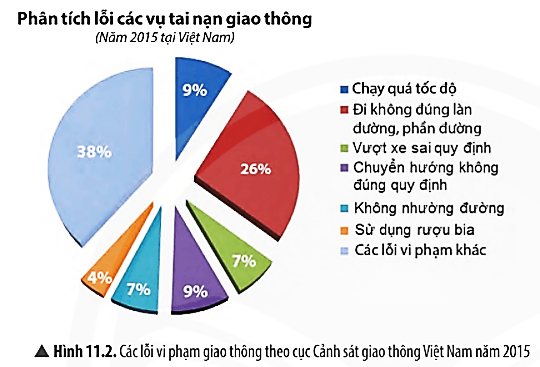 Phân tích lỗi các vụ tai nạn giao thông
(Năm 2015 tại Việt Nam)
9%
26%
7%
9%
7%
4%
38%
Chạy quá tốc dộ
Đi không đúng làn
dường, phần dường
Vượt xe sai quy định
Chuyển hướng không
đúng quy định
Không nhường đường
Sử dụng rượu bia
Các lỗi vi phạm khác
▲ Hình 11.2. Các lỗi vi phạm giao thông theo cục Cảnh sát giao thông Việt Nam năm 2015